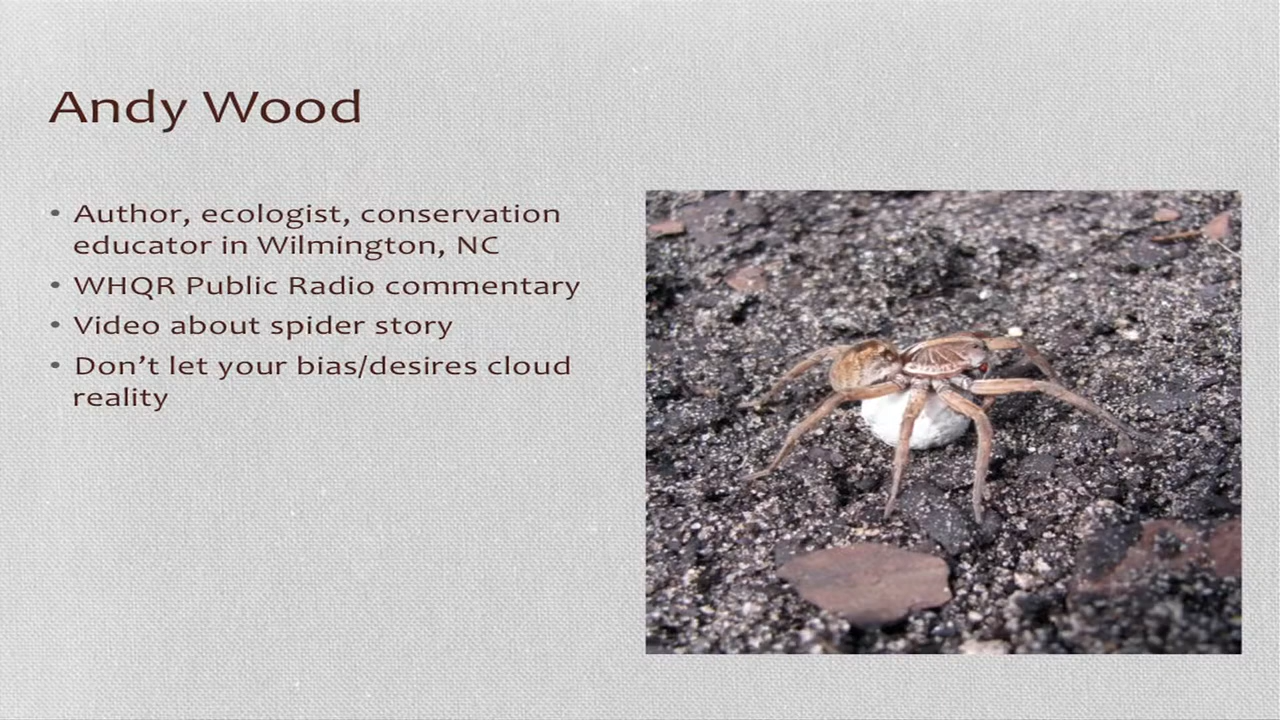 Andy Wood
• Author, ecologist, conservation
educator in Wilmington, NC
• WHQR Public Radio commentary
• Video about spider story
• Don’t let your bias/desires cloud
reality